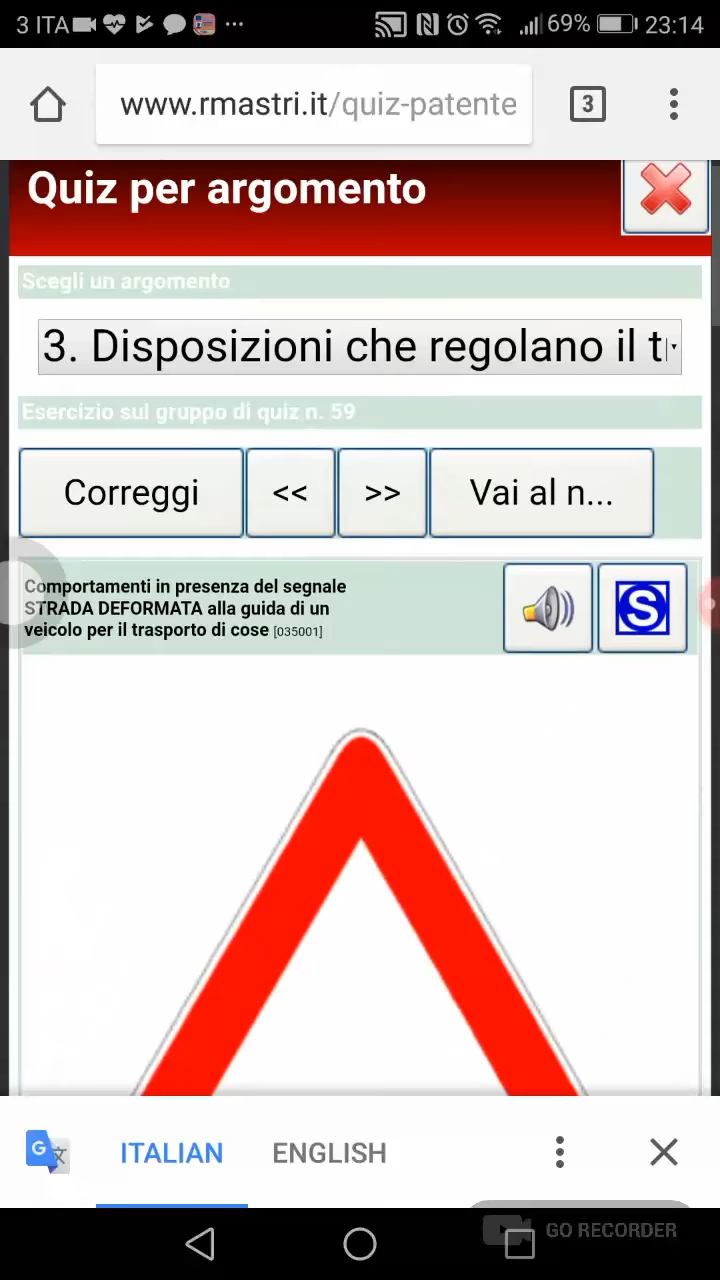 3 ITA ... 69% 23:14
www.rmastri.it/quiz-patente
3
Quiz per argomento
Scegli un argomento
3. Disposizioni che regolano il t
Esercizio sul gruppo di quiz n. 59
Correggi << >> Vai al n...
Comportamenti in presenza del segnale
STRADA DEFORMATA alla guida di un
veicolo per il trasporto di cose [035001]
S
G ITALIAN ENGLISH
GO RECORDER